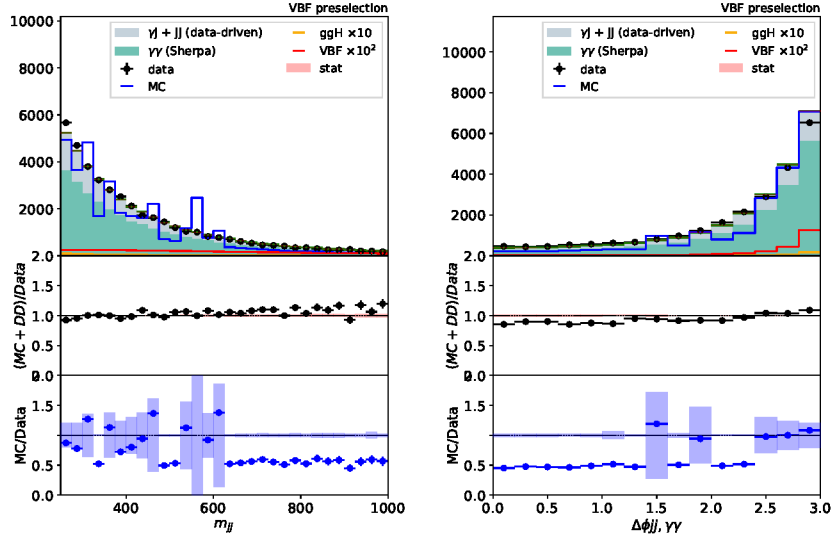 VBF preselection
10000
8000
6000
4000
2000
γj + jj (data-driven)
γγ (Sherpa)
data
MC
ggH ×10
VBF ×10²
stat
2.0
1.5
1.0
0.5
(MC + DD)/Data
2.0
1.5
1.0
0.5
0.0
MC/Data
400
600
800
1000
m_jj
VBF preselection
10000
8000
6000
4000
2000
γj + jj (data-driven)
γγ (Sherpa)
data
MC
ggH ×10
VBF ×10²
stat
2.0
1.5
1.0
0.5
(MC + DD)/Data
1.5
1.0
0.5
0.0
MC/Data
0.0
0.5
1.0
1.5
2.0
2.5
3.0
Δϕjj, γγ